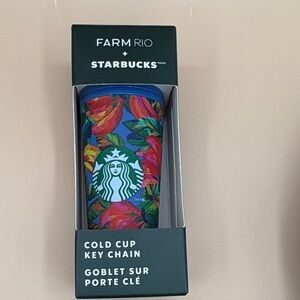 FARM RIO
+
STARBUCKS
COLD CUP
KEY CHAIN
GOBLET SUR
PORTE CLÉ